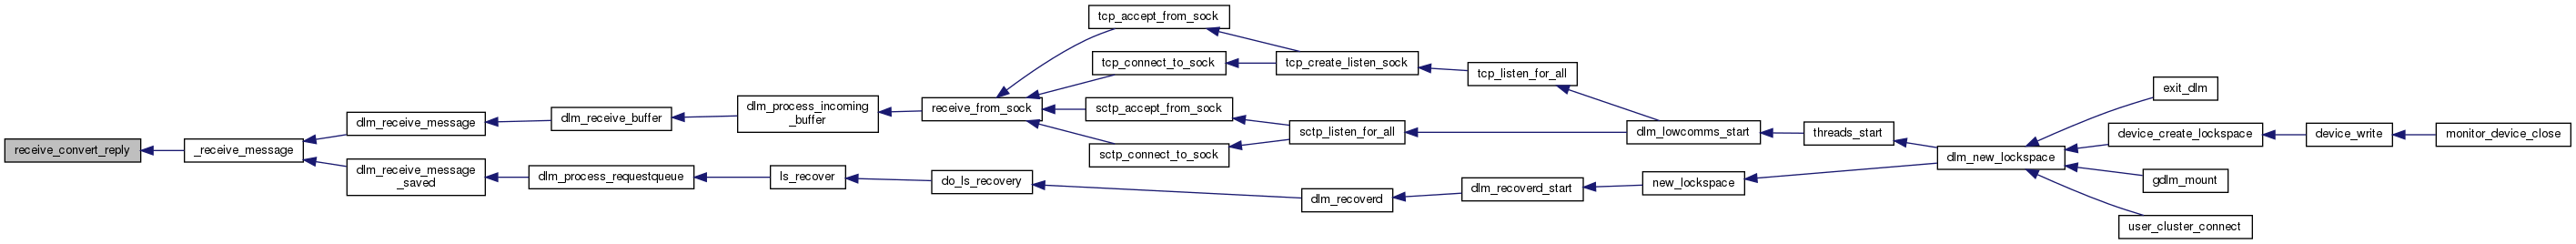 receive_convert_reply
_receive_message
dlm_receive_message
dlm_receive_message
_saved
dlm_receive_buffer
dlm_process_requestqueue
dlm_process_incoming
_buffer
ls_recover
receive_from_sock
do_ls_recovery
tcp_accept_from_sock
tcp_connect_to_sock
sctp_accept_from_sock
sctp_connect_to_sock
tcp_create_listen_sock
sctp_listen_for_all
dlm_recoverd
tcp_listen_for_all
dlm_recoverd_start
dlm_lowcomms_start
new_lockspace
threads_start
dlm_new_lockspace
exit_dlm
device_create_lockspace
gdlm_mount
user_cluster_connect
device_write
monitor_device_close